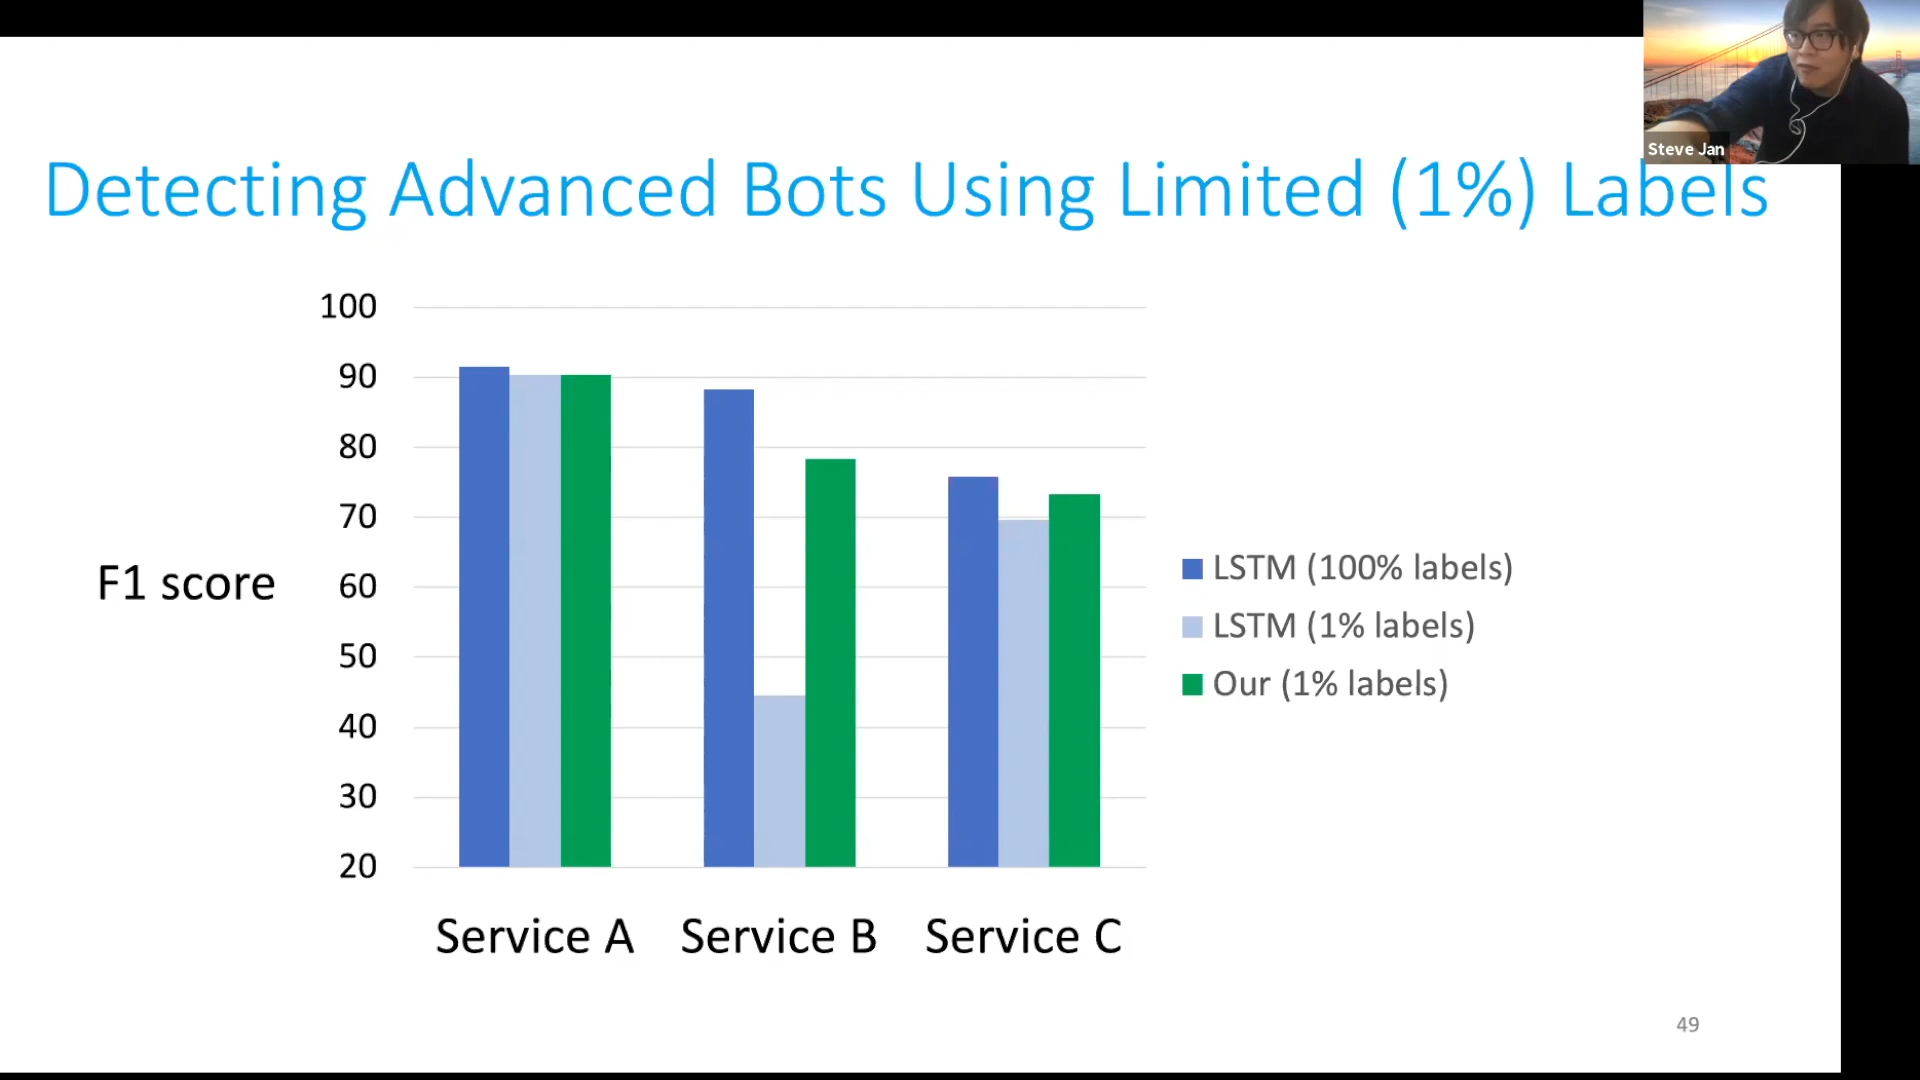 Steve Jan
Detecting Advanced Bots Using Limited (1%) Labels
100
90
80
70
60
50
40
30
20
F1 score
LSTM (100% labels)
LSTM (1% labels)
Our (1% labels)
Service A
Service B
Service C
49